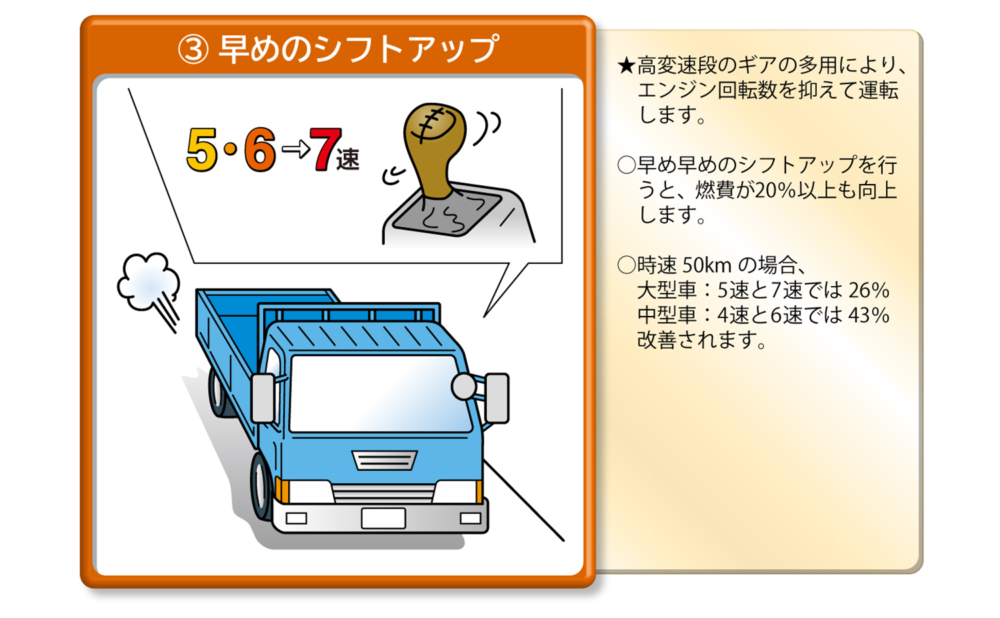 ③ 早めのシフトアップ
5・6→7速
★高変速段のギアの多用により、
エンジン回転数を抑えて運転
します。
○早め早めのシフトアップを行
うと、燃費が20%以上も向上
します。
○時速 50km の場合、
大型車：5速と7速では 26%
中型車：4速と6速では 43%
改善されます。